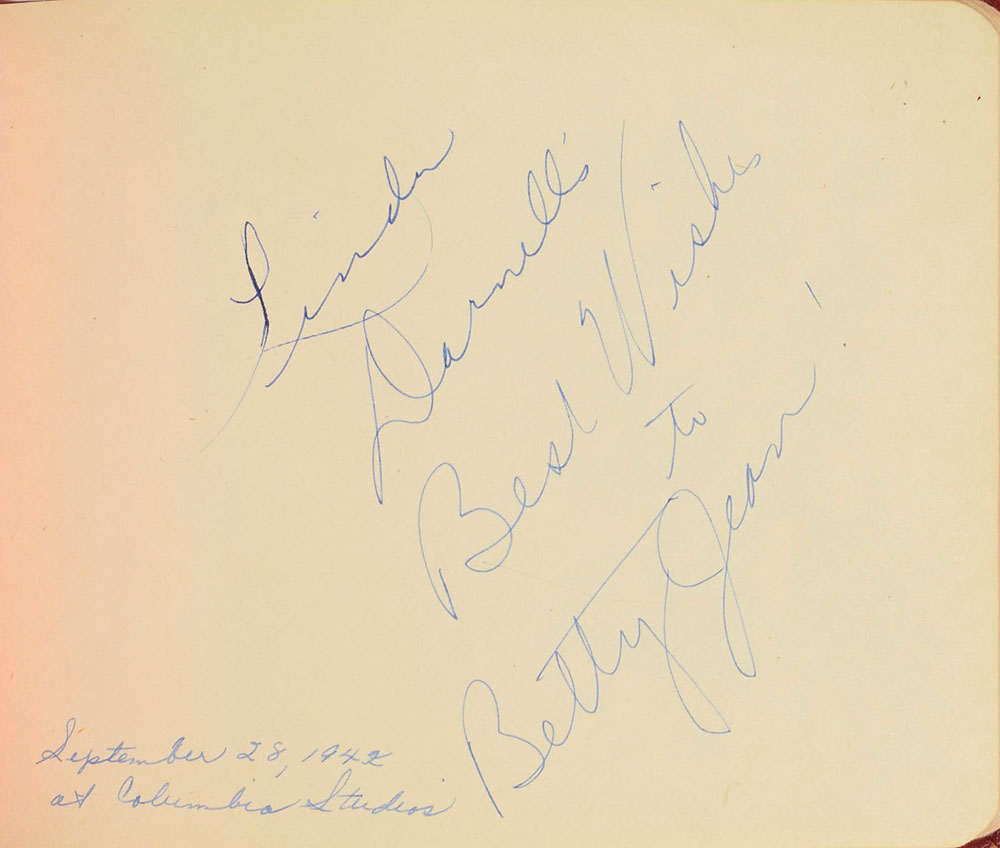 Linda
Darnell's
Best Wishes
to
Betty Jean!
September 28, 1942
at Columbia Studios